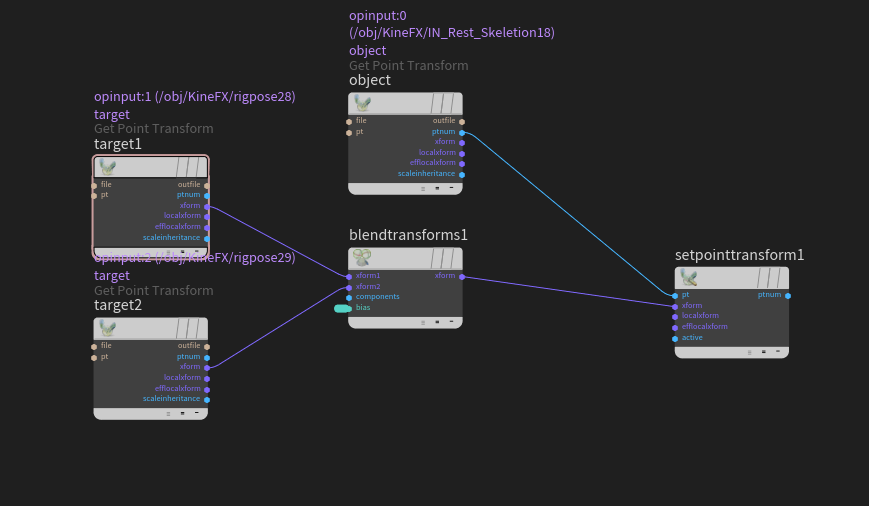 opinput:0
(/obj/KineFX/IN_Rest_Skeletion18)
object
Get Point Transform
object
file
outfile
pt
ptnum
xform
localxform
efflocalxform
scaleinheritance
opinput:1 (/obj/KineFX/rigpose28)
target
Get Point Transform
target1
file
outfile
pt
ptnum
xform
localxform
efflocalxform
scaleinheritance
opinput:2 (/obj/KineFX/rigpose29)
target
Get Point Transform
target2
file
outfile
pt
ptnum
xform
localxform
efflocalxform
scaleinheritance
blendtransforms1
xform1
xform
xform2
components
bias
setpointtransform1
pt
ptnum
xform
localxform
efflocalxform
active